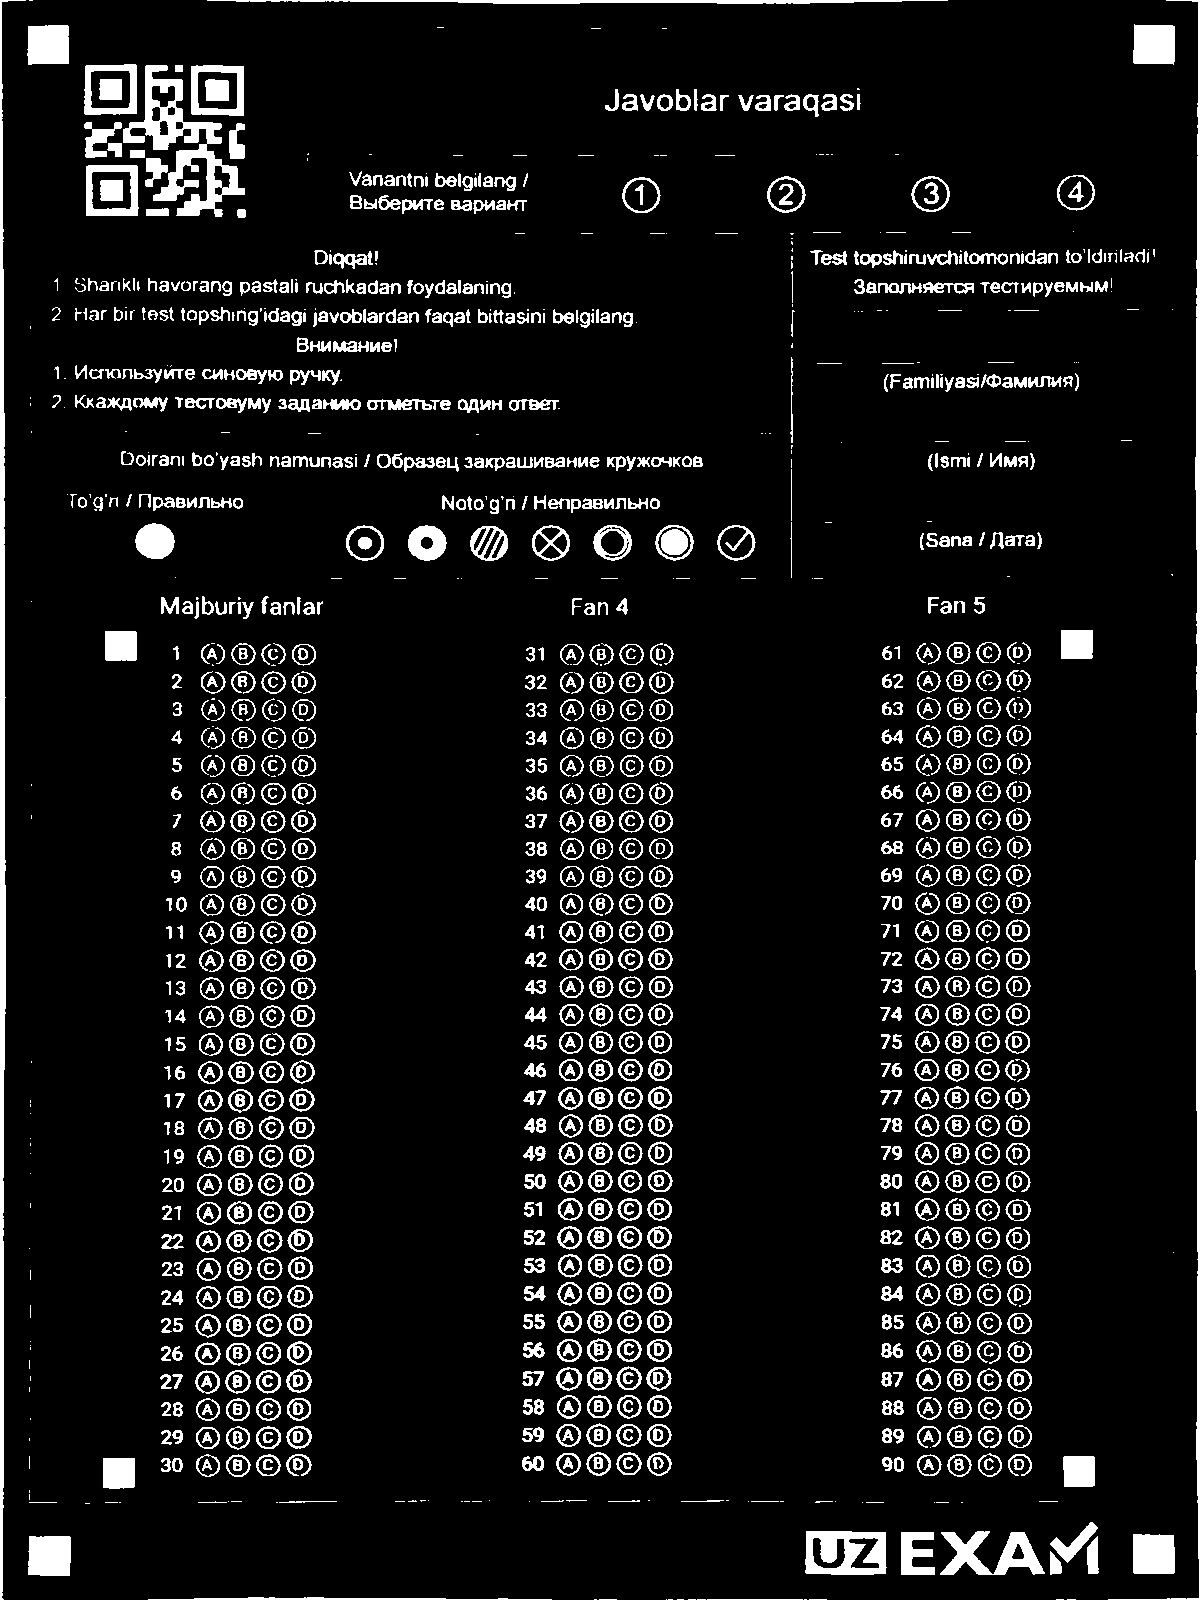 Javoblar varaqasi
Vanantni belgilang /
Выберите вариант
1 2 3 4
Diqqat!
1 Sharikli havorang pastali ruchkadan foydalaning.
2 Har bir test topshing'idagi javoblardan faqat bittasini belgilang.
Внимание!
1. Используйте синовую ручку.
2. Ккаждому тестовуму заданию отметьте один ответ.
Test topshiruvchitomonidan to'ldiriladi!
Заполняется тестируемым!
(Familiyasi/Фамилия)
(Ismi / Имя)
(Sana / Дата)
Doirani bo'yash namunasi / Образец закрашивание кружочков
To'g'ri / Правильно
Noto'g'ri / Неправильно
Majburiy fanlar
1 A B C D
2 A B C D
3 A B C D
4 A B C D
5 A B C D
6 A B C D
7 A B C D
8 A B C D
9 A B C D
10 A B C D
11 A B C D
12 A B C D
13 A B C D
14 A B C D
15 A B C D
16 A B C D
17 A B C D
18 A B C D
19 A B C D
20 A B C D
21 A B C D
22 A B C D
23 A B C D
24 A B C D
25 A B C D
26 A B C D
27 A B C D
28 A B C D
29 A B C D
30 A B C D
Fan 4
31 A B C D
32 A B C D
33 A B C D
34 A B C D
35 A B C D
36 A B C D
37 A B C D
38 A B C D
39 A B C D
40 A B C D
41 A B C D
42 A B C D
43 A B C D
44 A B C D
45 A B C D
46 A B C D
47 A B C D
48 A B C D
49 A B C D
50 A B C D
51 A B C D
52 A B C D
53 A B C D
54 A B C D
55 A B C D
56 A B C D
57 A B C D
58 A B C D
59 A B C D
60 A B C D
Fan 5
61 A B C D
62 A B C D
63 A B C D
64 A B C D
65 A B C D
66 A B C D
67 A B C D
68 A B C D
69 A B C D
70 A B C D
71 A B C D
72 A B C D
73 A B C D
74 A B C D
75 A B C D
76 A B C D
77 A B C D
78 A B C D
79 A B C D
80 A B C D
81 A B C D
82 A B C D
83 A B C D
84 A B C D
85 A B C D
86 A B C D
87 A B C D
88 A B C D
89 A B C D
90 A B C D
UZ EXAM